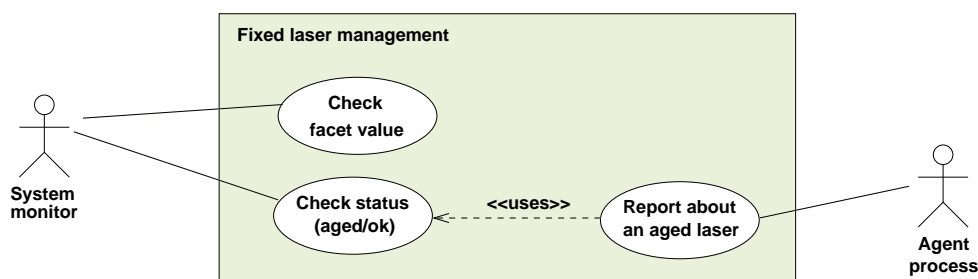 Fixed laser management
Check
facet value
System
monitor
Check status
(aged/ok)
<<uses>>
Report about
an aged laser
Agent
process